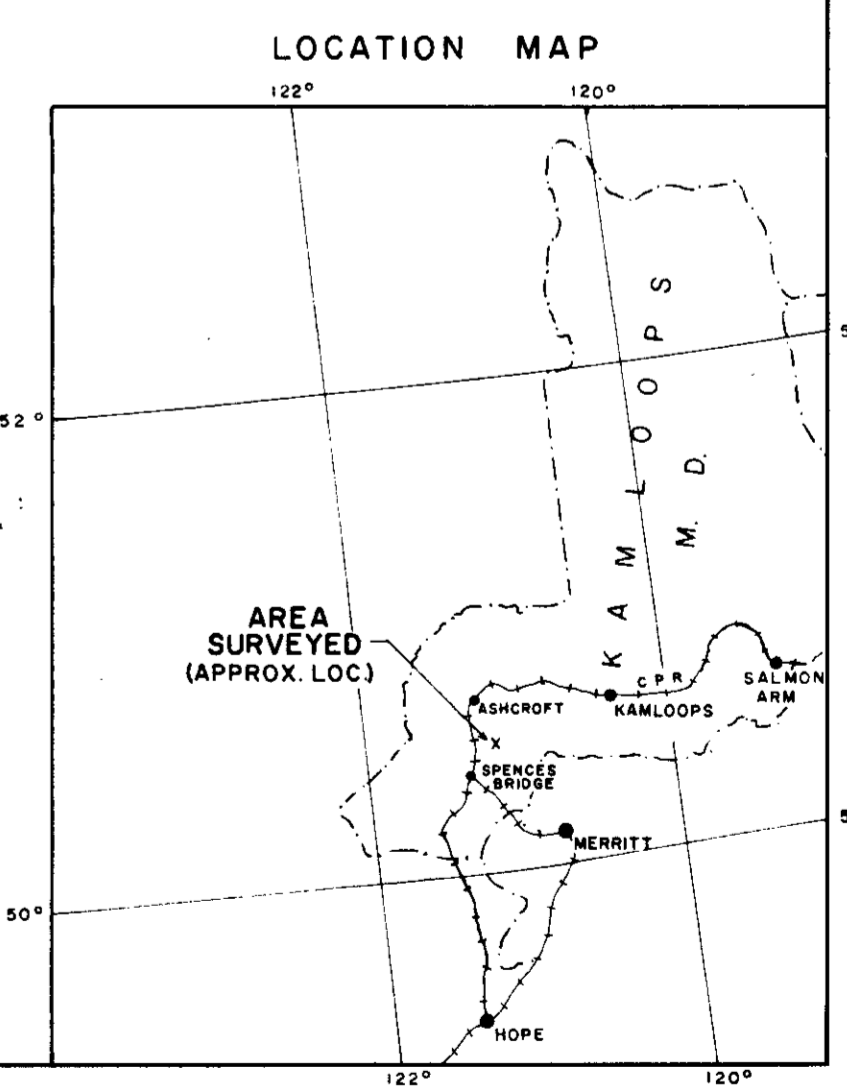 LOCATION MAP
122° 120°
52°
KAMLOOPS
M. D.
AREA
SURVEYED
(APPROX. LOC.)
CPR
SALMON
ARM
ASHCROFT
KAMLOOPS
X
SPENCES
BRIDGE
MERRITT
50°
HOPE
122° 120°